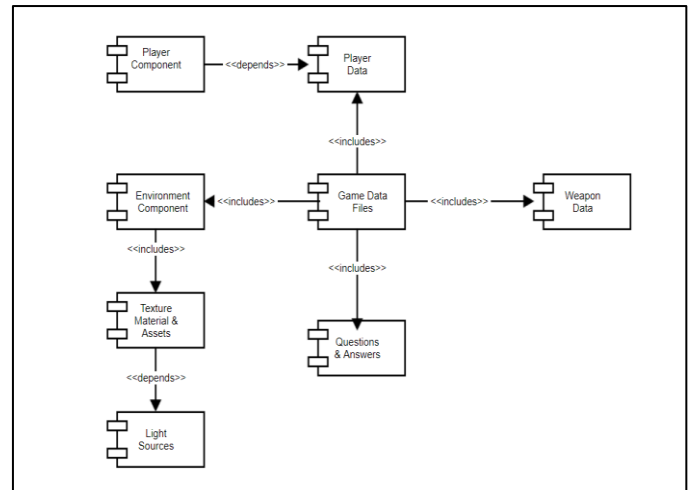 Player
Component
<<depends>>
Player
Data
<<includes>>
Environment
Component
<<includes>>
Game Data
Files
<<includes>>
Weapon
Data
<<includes>>
<<includes>>
Texture
Material &
Assets
Questions
& Answers
<<depends>>
Light
Sources